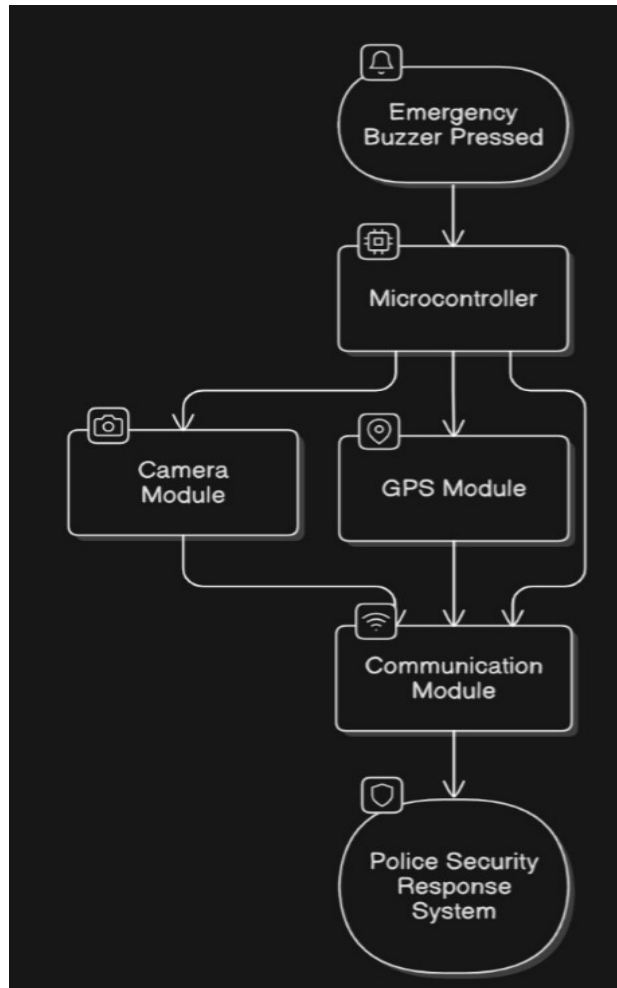 Emergency
Buzzer Pressed
Microcontroller
Camera
Module
GPS Module
Communication
Module
Police Security
Response
System